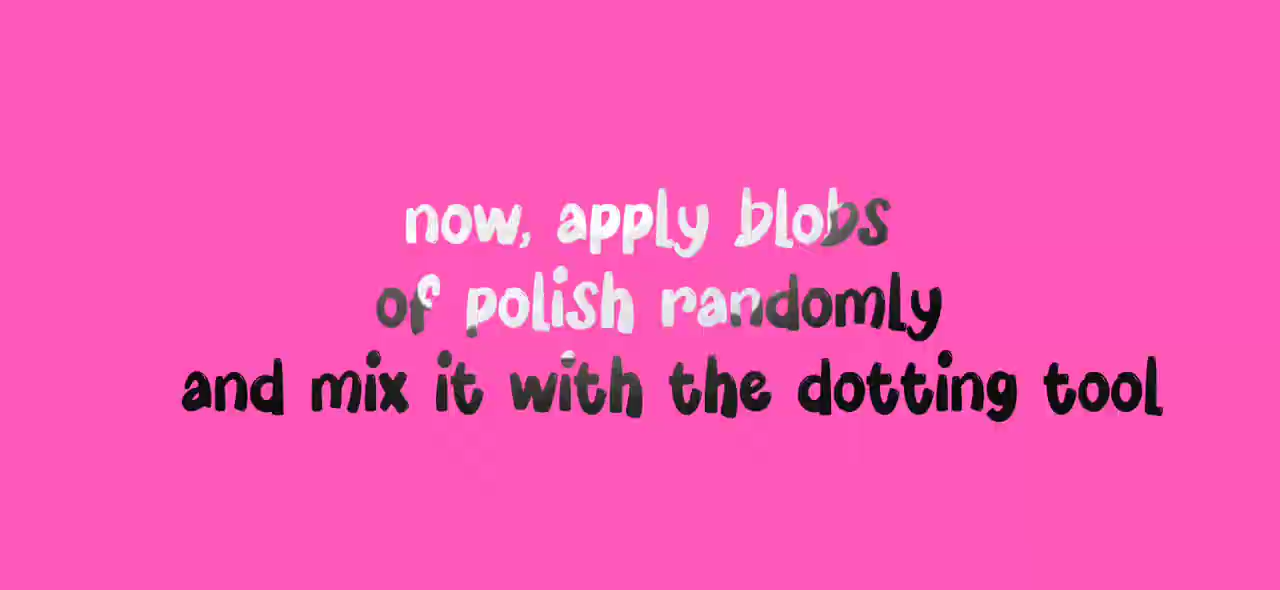 now, apply blobs
of polish randomly
and mix it with the dotting tool